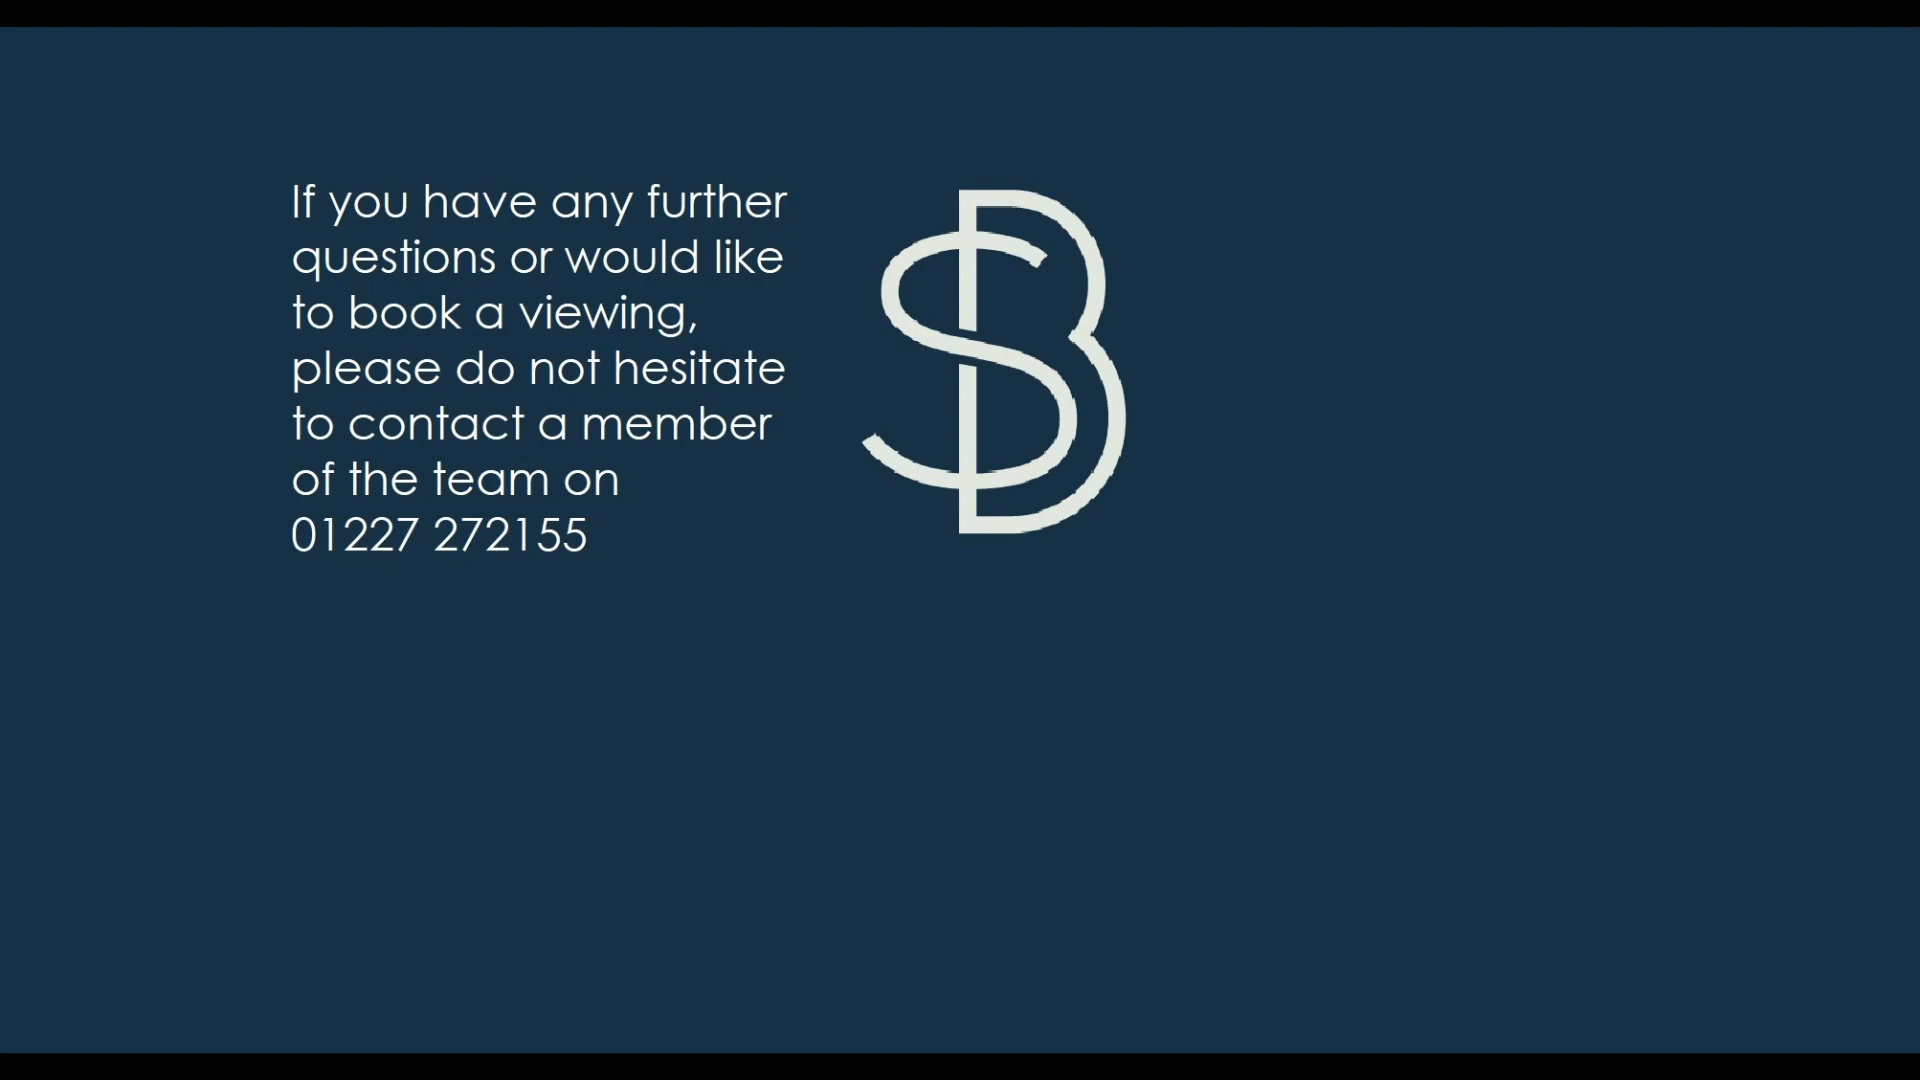 If you have any further
questions or would like
to book a viewing,
please do not hesitate
to contact a member
of the team on
01227 272155
SB